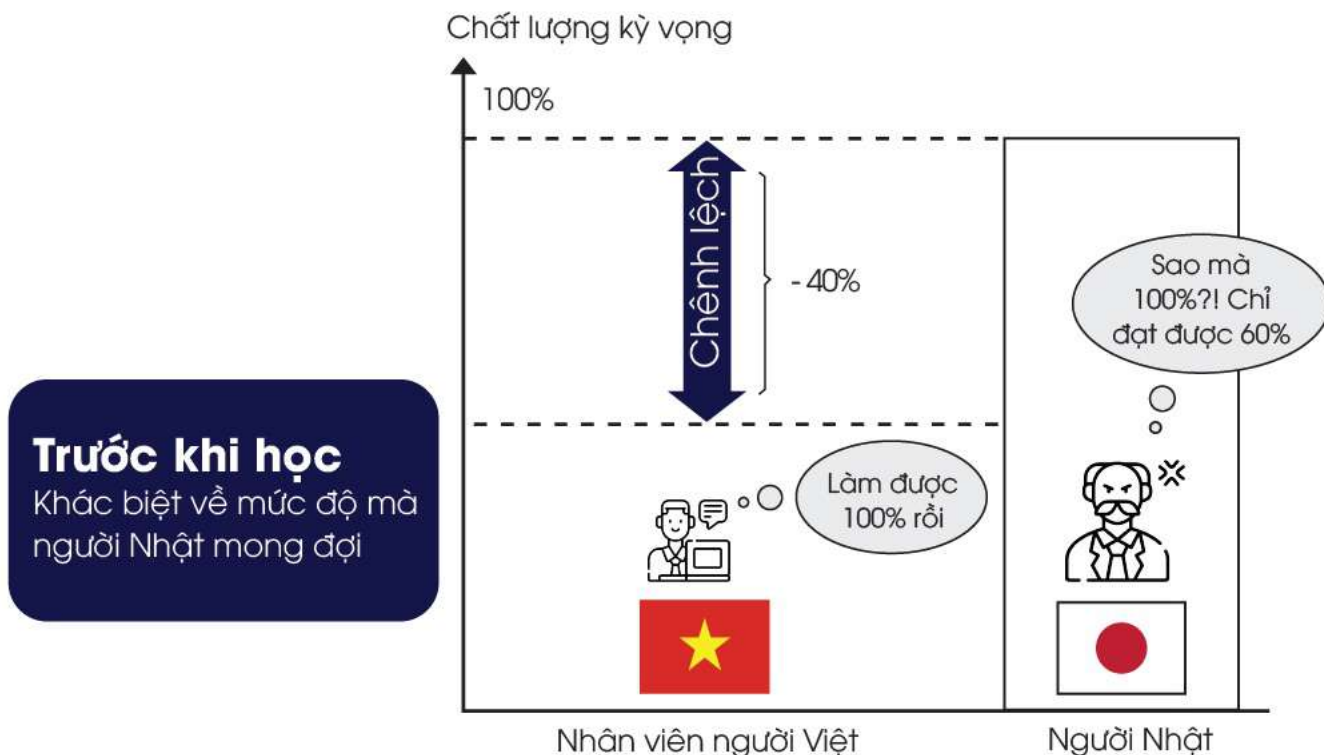 Chất lượng kỳ vọng
100%
Chênh lệch
- 40%
Sao mà
100%?! Chỉ
đạt được 60%
Trước khi học
Khác biệt về mức độ mà
người Nhật mong đợi
Làm được
100% rồi
Nhân viên người Việt
Người Nhật